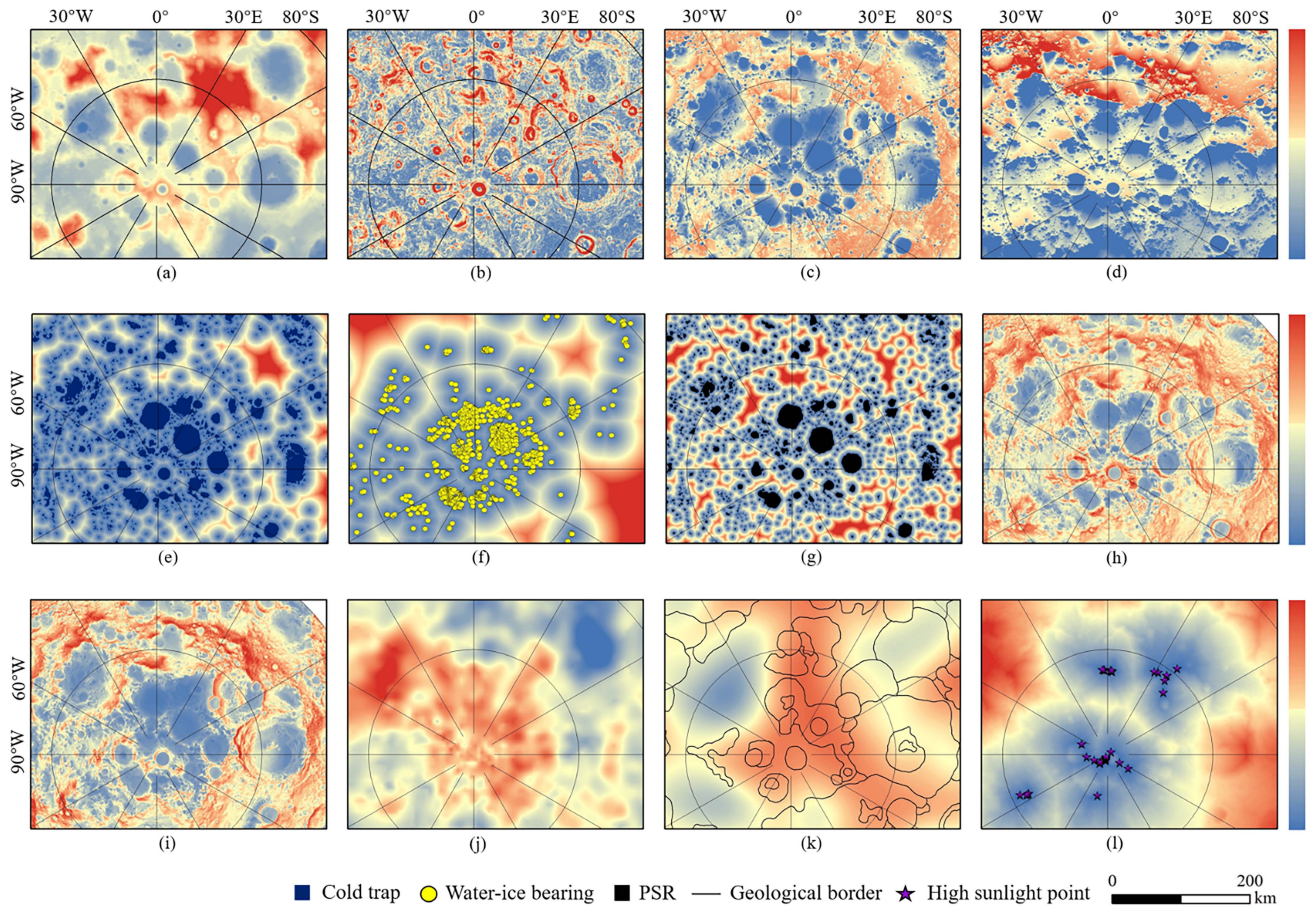 30°W 0° 30°E 80°S 30°W 0° 30°E 80°S 30°W 0° 30°E 80°S 30°W 0° 30°E 80°S
60°W
90°W
(a) (b) (c) (d)
60°W
90°W
(e) (f) (g) (h)
60°W
90°W
(i) (j) (k) (l)
Cold trap Water-ice bearing PSR Geological border High sunlight point 0 200
km